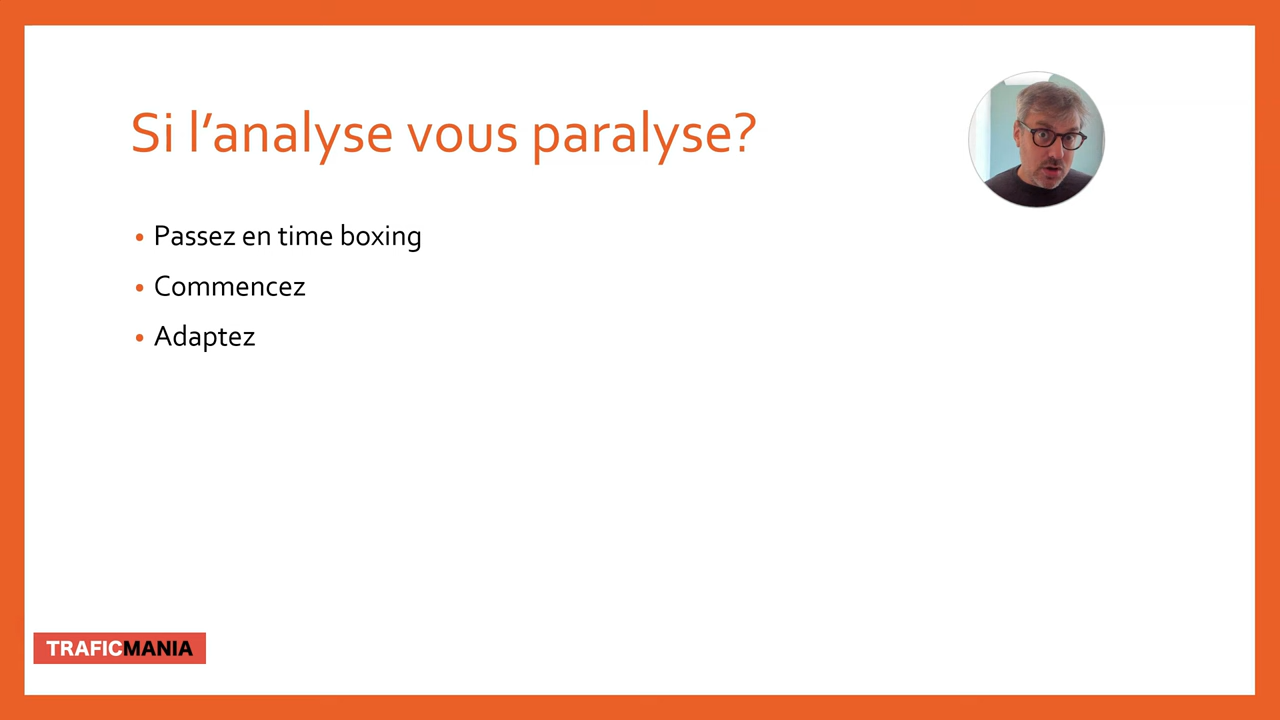 Si l’analyse vous paralyse?
• Passez en time boxing
• Commencez
• Adaptez
TRAFICMANIA